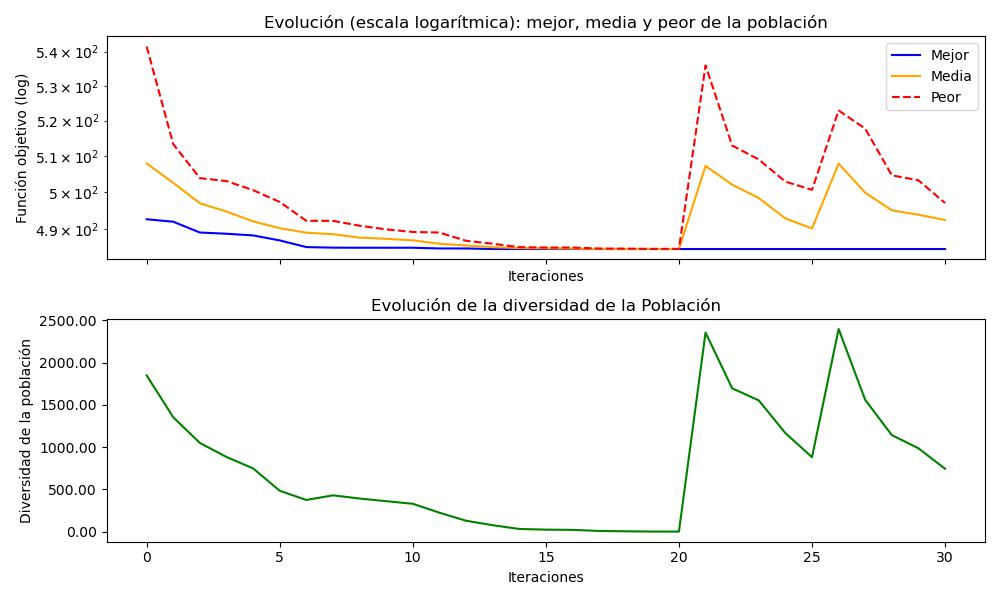 Evolución (escala logarítmica): mejor, media y peor de la población
Función objetivo (log)
5.4 × 10²
5.3 × 10²
5.2 × 10²
5.1 × 10²
5 × 10²
4.9 × 10²
Mejor
Media
Peor
Iteraciones
Evolución de la diversidad de la Población
Diversidad de la población
2500.00
2000.00
1500.00
1000.00
500.00
0.00
0 5 10 15 20 25 30
Iteraciones